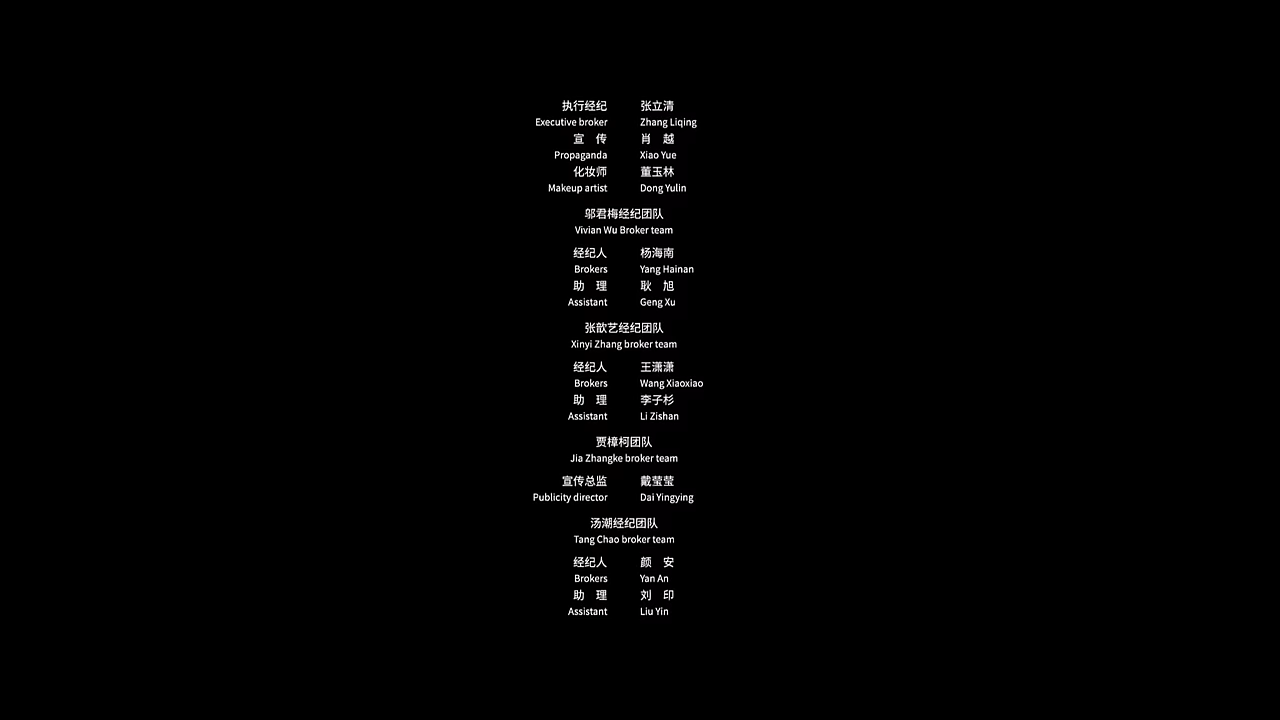 执行经纪 张立清
Executive broker Zhang Liqing
宣 传 肖 越
Propaganda Xiao Yue
化妆师 董玉林
Makeup artist Dong Yulin
邬君梅经纪团队
Vivian Wu Broker team
经纪人 杨海南
Brokers Yang Hainan
助 理 耿 旭
Assistant Geng Xu
张歆艺经纪团队
Xinyi Zhang broker team
经纪人 王潇潇
Brokers Wang Xiaoxiao
助 理 李子杉
Assistant Li Zishan
贾樟柯团队
Jia Zhangke broker team
宣传总监 戴莹莹
Publicity director Dai Yingying
汤潮经纪团队
Tang Chao broker team
经纪人 颜 安
Brokers Yan An
助 理 刘 印
Assistant Liu Yin